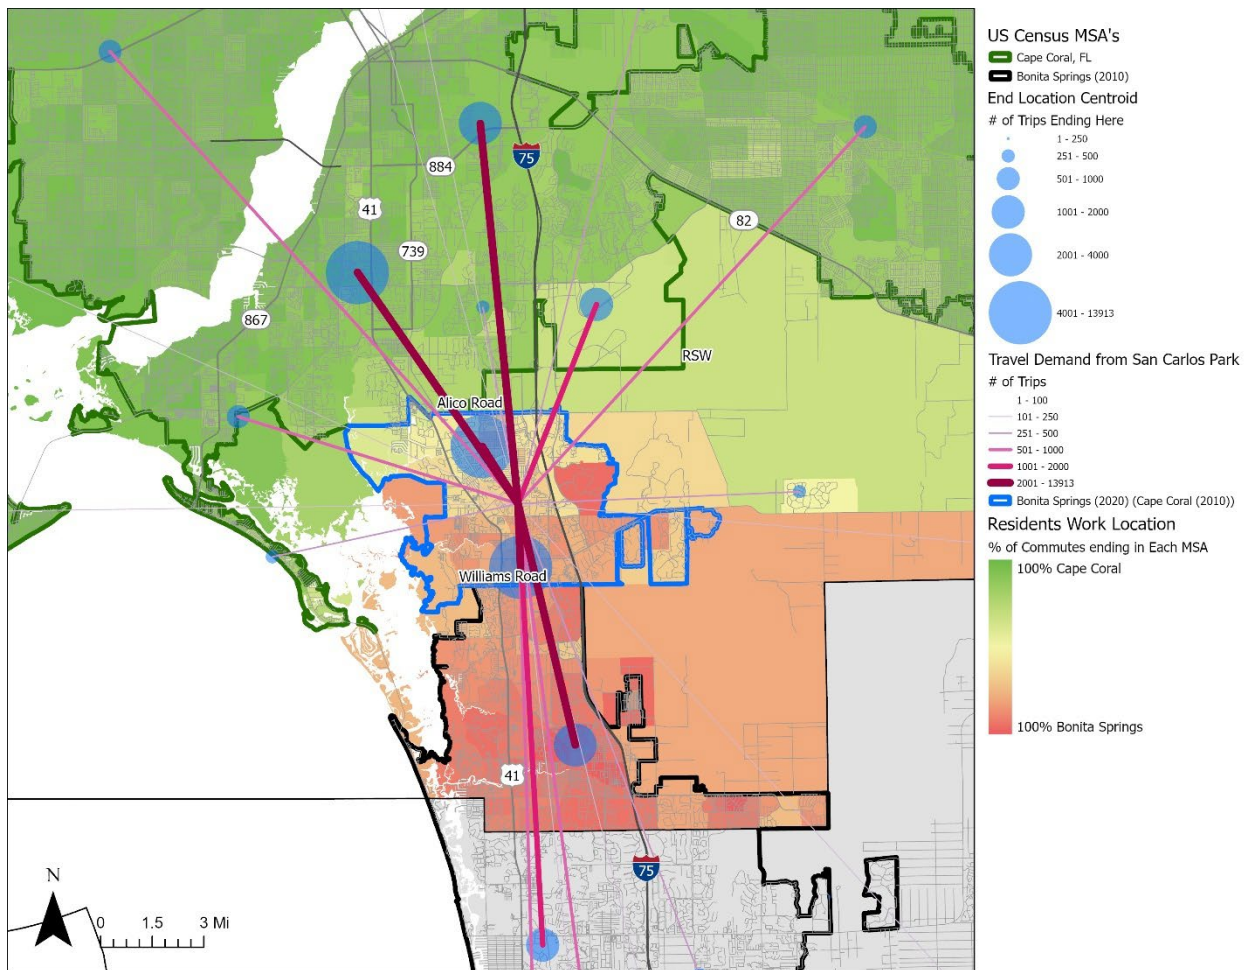 884
75
41
739
82
867
RSW
Alico Road
Williams Road
41
75
N
0 1.5 3 Mi
US Census MSA's
Cape Coral, FL
Bonita Springs (2010)
End Location Centroid
# of Trips Ending Here
1 - 250
251 - 500
501 - 1000
1001 - 2000
2001 - 4000
4001 - 13913
Travel Demand from San Carlos Park
# of Trips
1 - 100
101 - 250
251 - 500
501 - 1000
1001 - 2000
2001 - 13913
Bonita Springs (2020) (Cape Coral (2010))
Residents Work Location
% of Commutes ending in Each MSA
100% Cape Coral
100% Bonita Springs